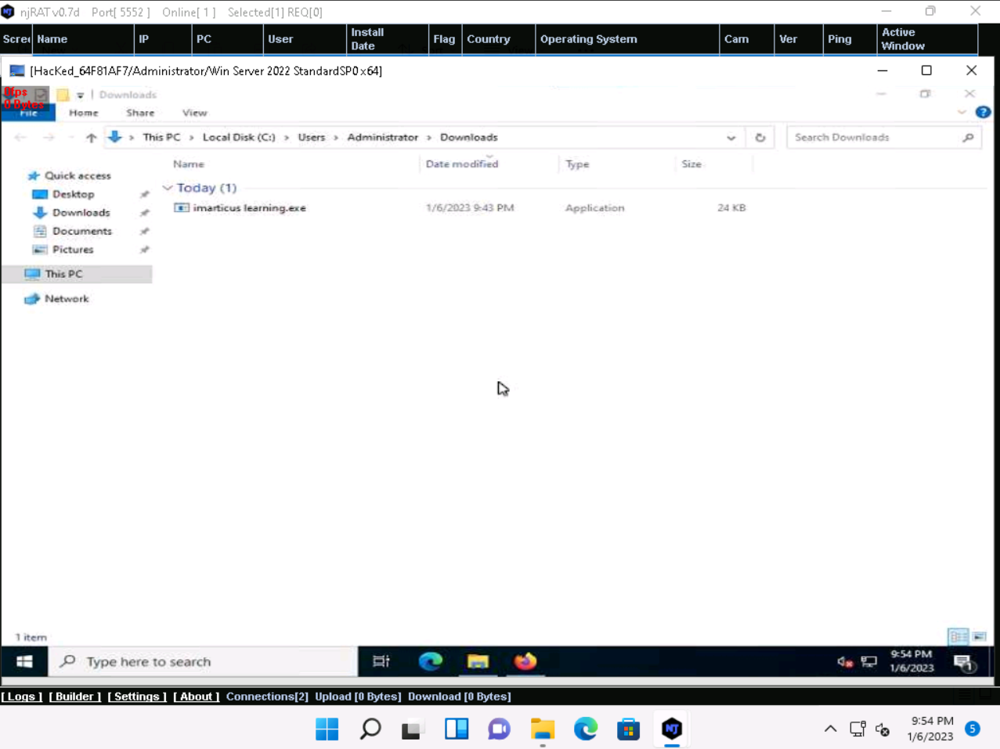 njRAT v0.7d Port[ 5552 ] Online[ 1 ] Selected[1] REQ[0]
Name IP PC User Install Date Flag Country Operating System Cam Ver Ping Active Window
[HacKed_64F81AF7/Administrator/Win Server 2022 StandardSP0 x64]
Downloads
0 Bytes
File Home Share View
This PC > Local Disk (C:) > Users > Administrator > Downloads
Search Downloads
Name Date modified Type Size
Quick access
Today (1)
Desktop
imarticus learning.exe 1/6/2023 9:43 PM Application 24 KB
Downloads
Documents
Pictures
This PC
Network
1 item
Type here to search
9:54 PM
1/6/2023
1
[ Logs ] [ Builder ] [ Settings ] [ About ] Connections[2] Upload [0 Bytes] Download [0 Bytes]
NJ
9:54 PM
1/6/2023
5